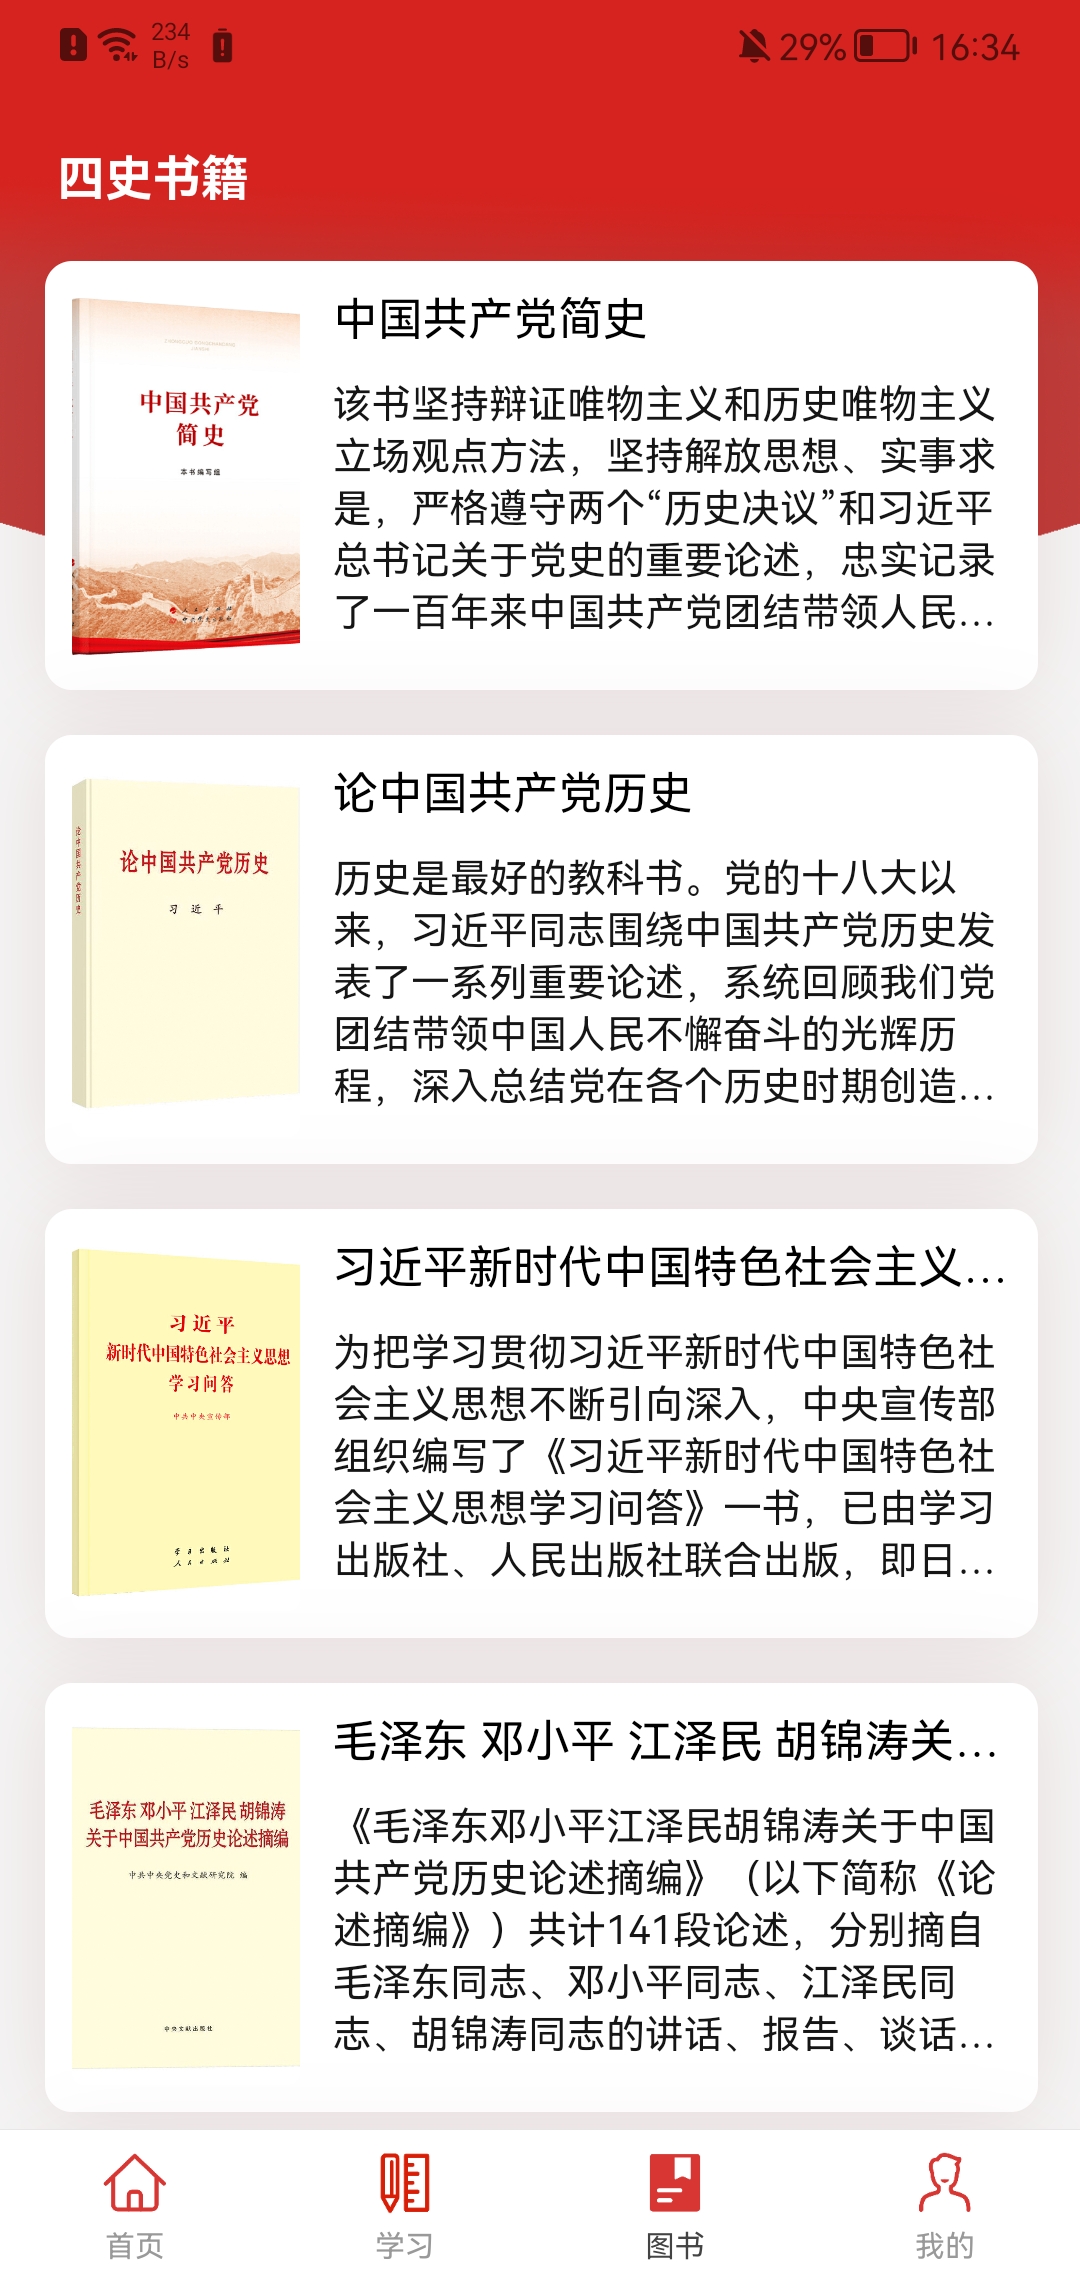 234
B/s
29%
16:34
四史书籍
中国共产党
简史
本书编写组
中国共产党简史
该书坚持辩证唯物主义和历史唯物主义
立场观点方法，坚持解放思想、实事求
是，严格遵守两个“历史决议”和习近平
总书记关于党史的重要论述，忠实记录
了一百年来中国共产党团结带领人民...
论中国共产党历史
论中国共产党历史
习 近 平
论中国共产党历史
历史是最好的教科书。党的十八大以
来，习近平同志围绕中国共产党历史发
表了一系列重要论述，系统回顾我们党
团结带领中国人民不懈奋斗的光辉历
程，深入总结党在各个历史时期创造...
习近平
新时代中国特色社会主义思想
学习问答
中共中央宣传部
学习出版社
人民出版社
习近平新时代中国特色社会主义...
为把学习贯彻习近平新时代中国特色社
会主义思想不断引向深入，中央宣传部
组织编写了《习近平新时代中国特色社
会主义思想学习问答》一书，已由学习
出版社、人民出版社联合出版，即日...
毛泽东 邓小平 江泽民 胡锦涛
关于中国共产党历史论述摘编
中共中央党史和文献研究院 编
中央文献出版社
毛泽东 邓小平 江泽民 胡锦涛关...
《毛泽东邓小平江泽民胡锦涛关于中国
共产党历史论述摘编》（以下简称《论
述摘编》）共计141段论述，分别摘自
毛泽东同志、邓小平同志、江泽民同
志、胡锦涛同志的讲话、报告、谈话...
首页
学习
图书
我的